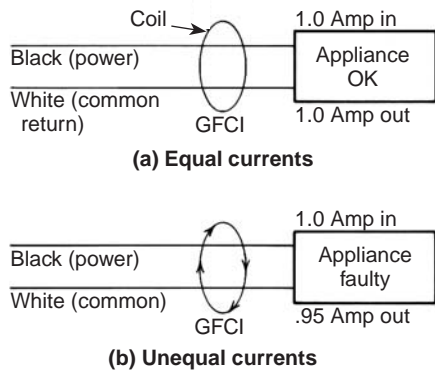 Coil
1.0 Amp in
Black (power)
Appliance
OK
White (common
return)
GFCI
1.0 Amp out
(a) Equal currents
1.0 Amp in
Black (power)
Appliance
faulty
White (common)
GFCI
.95 Amp out
(b) Unequal currents